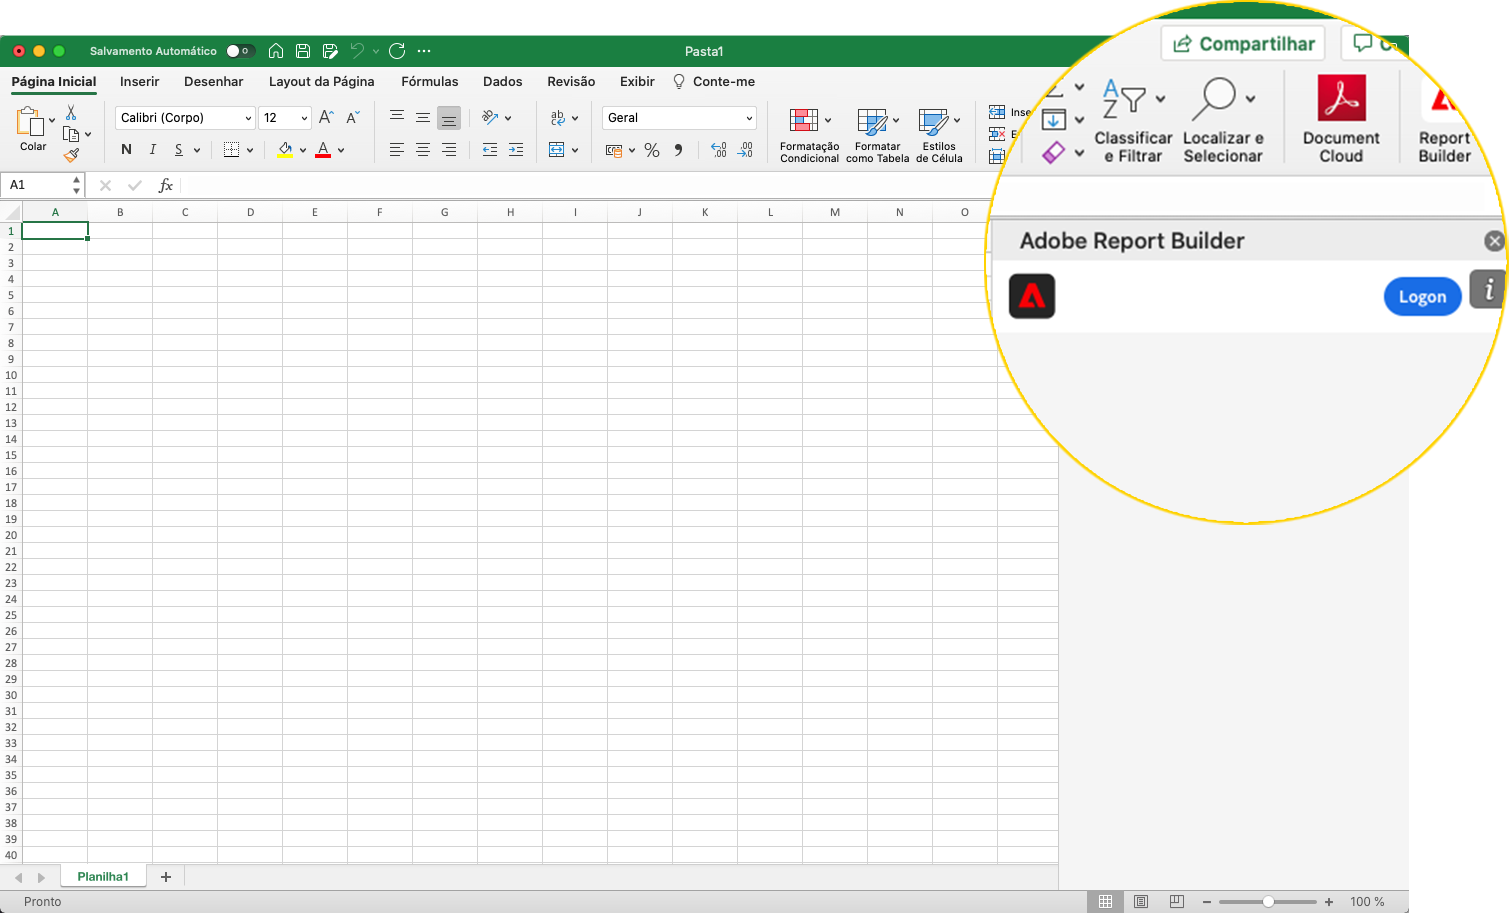 Salvamento Automático
Pasta1
Compartilhar
Página Inicial Inserir Desenhar Layout da Página Fórmulas Dados Revisão Exibir Conte-me
Colar
Calibri (Corpo) 12
N I S
A A
A
ab
Geral
%
Formatação
Condicional
Formatar
como Tabela
Estilos
de Célula
Inse
E
Classificar
e Filtrar
Localizar e
Selecionar
Document
Cloud
Report
Builder
A1 fx
A B C D E F G H I J K L M N O
1
2
3
4
5
6
7
8
9
10
11
12
13
14
15
16
17
18
19
20
21
22
23
24
25
26
27
28
29
30
31
32
33
34
35
36
37
38
39
40
Adobe Report Builder
Logon i
Planilha1 +
Pronto
100 %